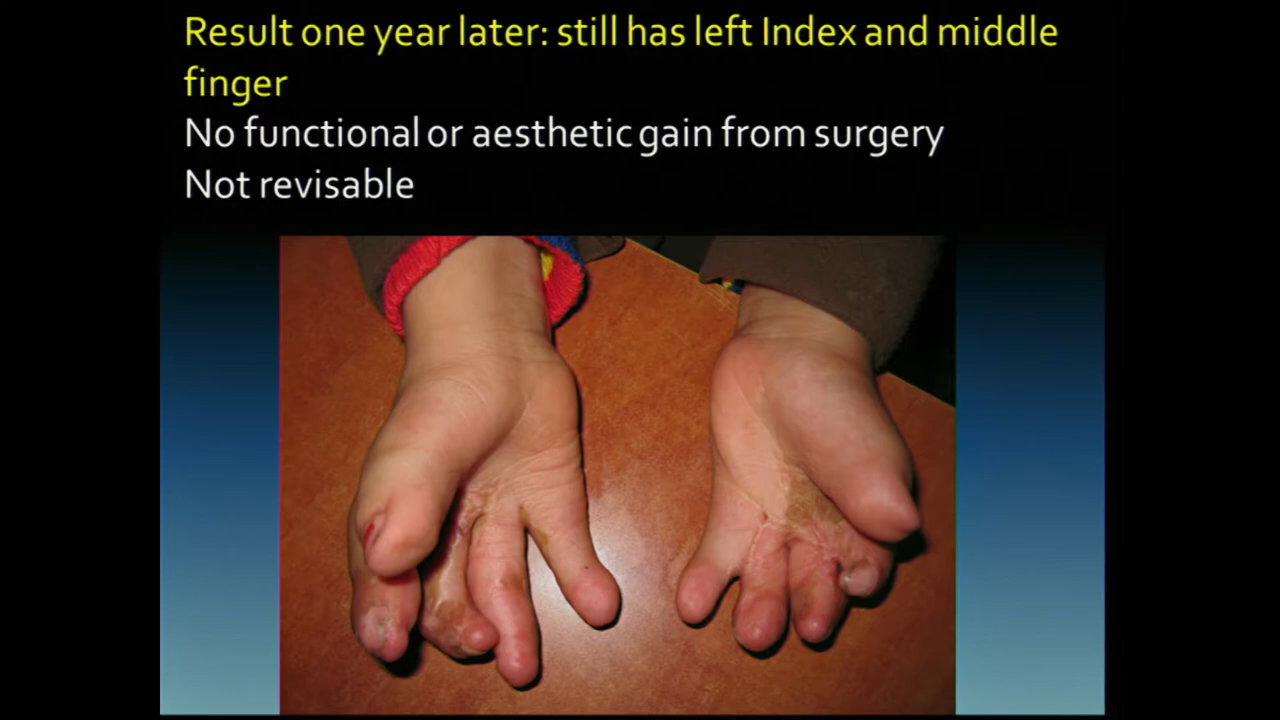 Result one year later: still has left Index and middle
finger
No functional or aesthetic gain from surgery
Not revisable